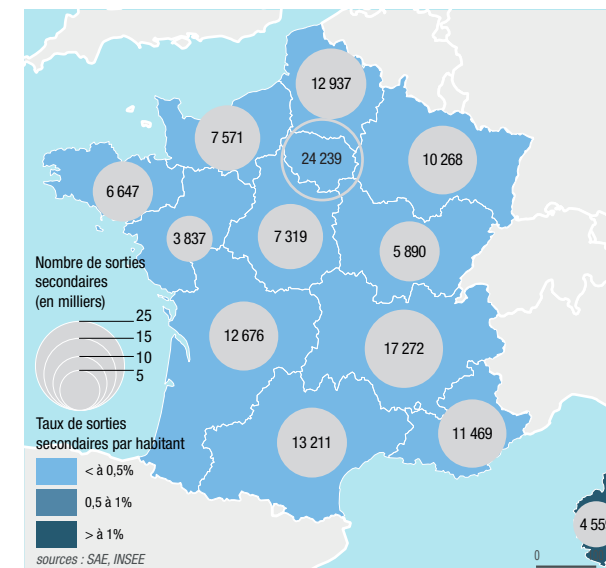 12 937
7 571
24 239
10 268
6 647
3 837
7 319
5 890
Nombre de sorties
secondaires
(en milliers)
25
15
10
5
12 676
17 272
Taux de sorties
secondaires par habitant
13 211
11 469
< à 0,5%
0,5 à 1%
> à 1%
sources : SAE, INSEE
0